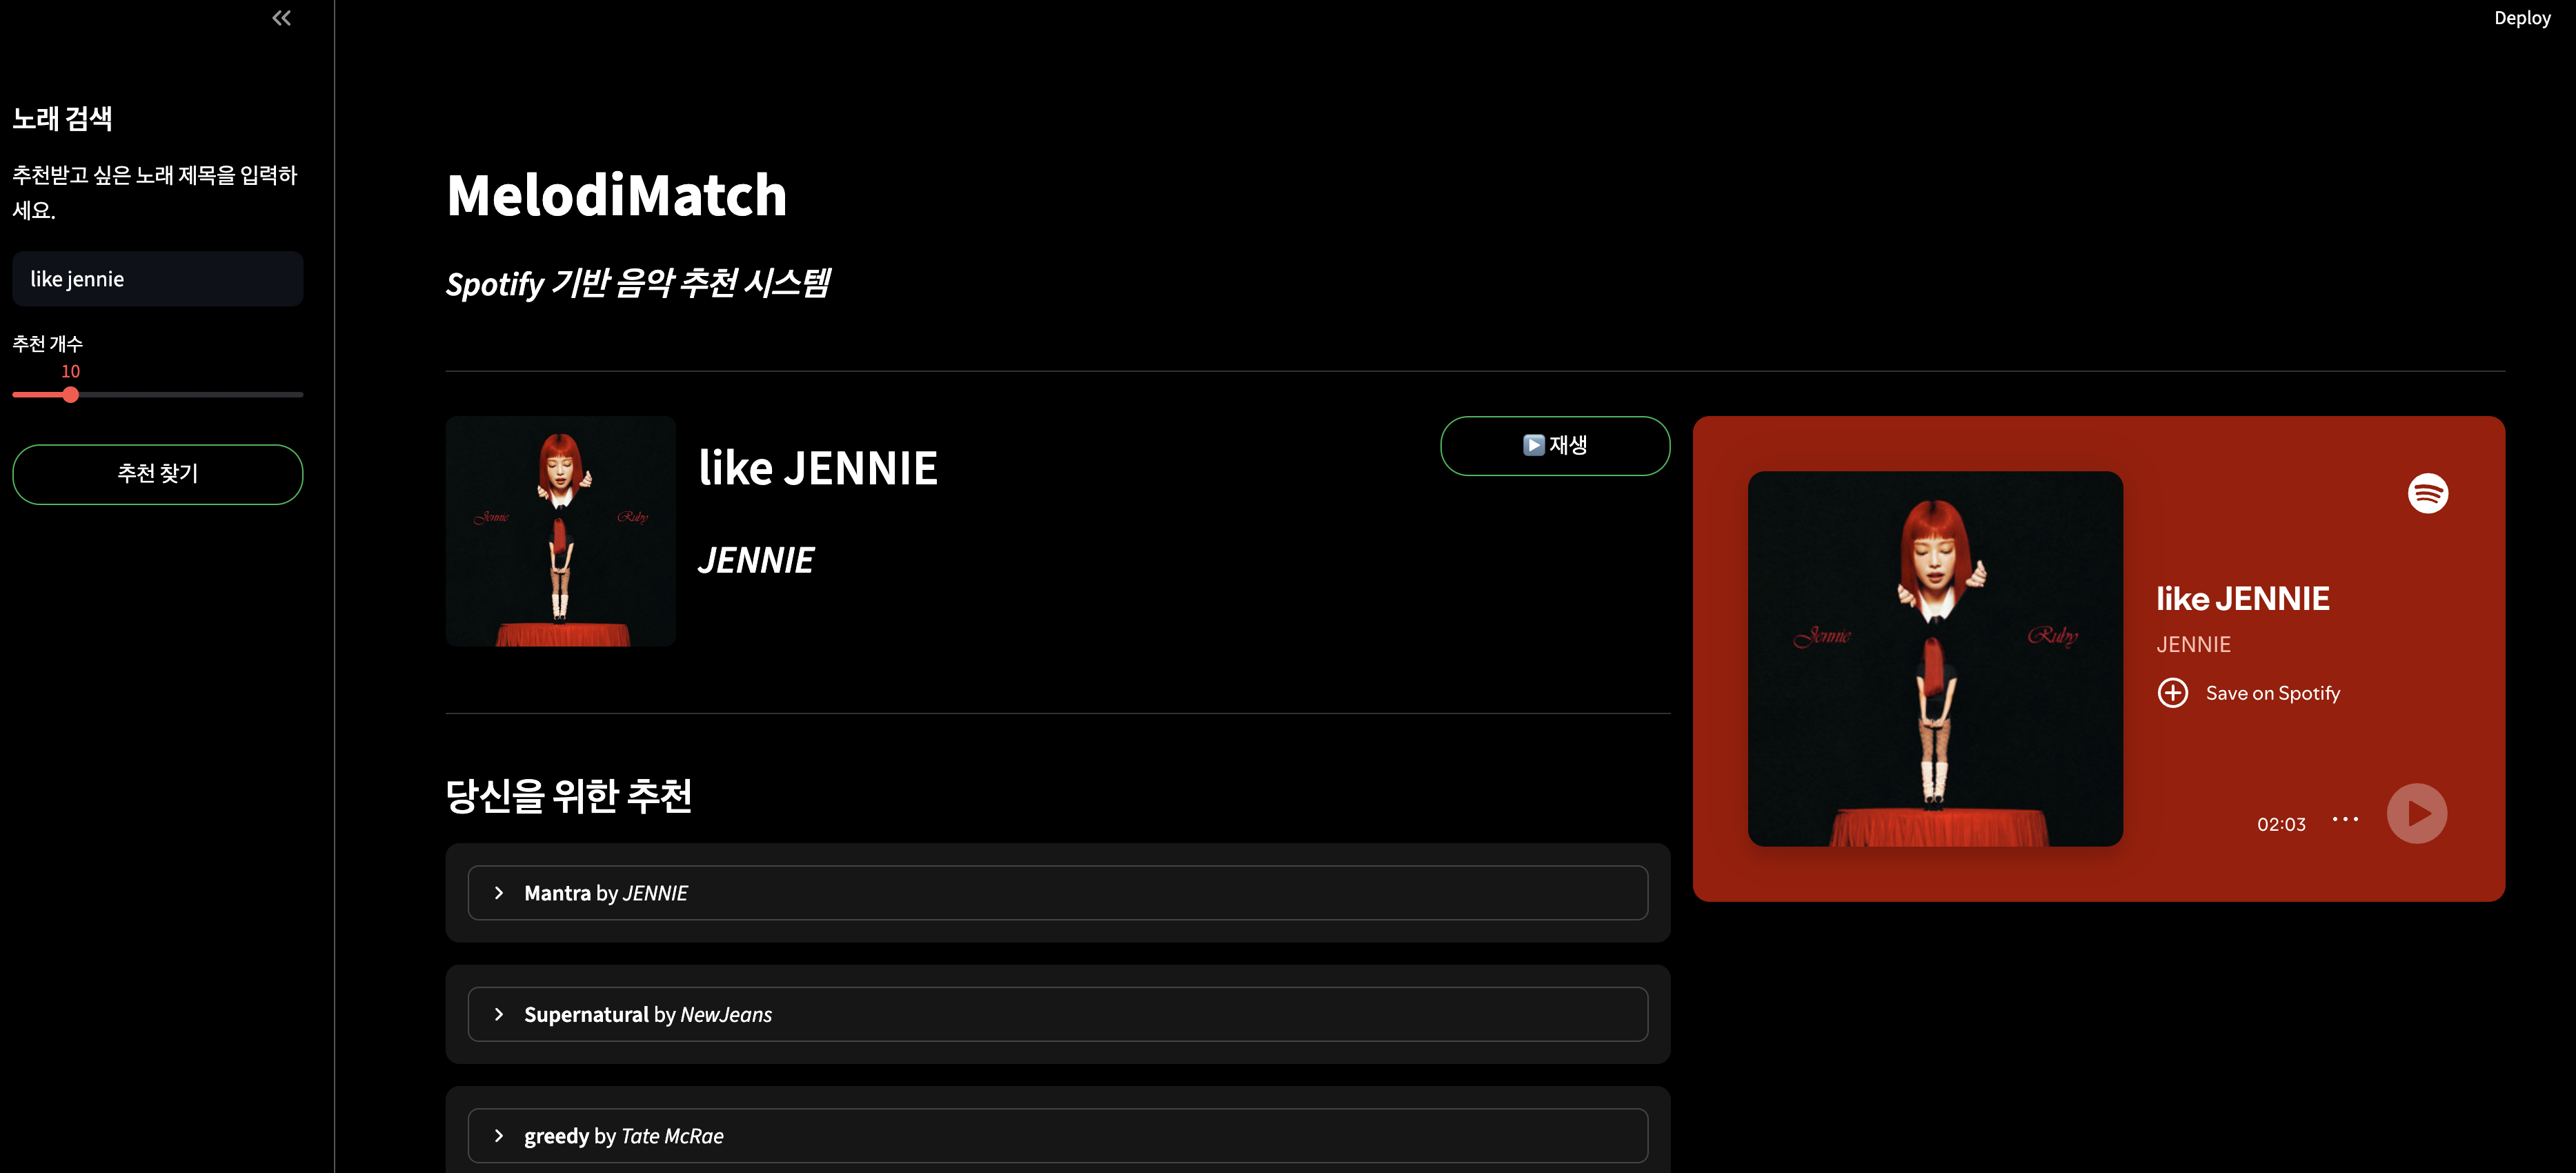 Deploy
노래 검색
추천받고 싶은 노래 제목을 입력하
세요.
like jennie
추천 개수
10
추천 찾기
MelodiMatch
Spotify 기반 음악 추천 시스템
Jennie Ruby
like JENNIE
JENNIE
재생
당신을 위한 추천
Mantra by JENNIE
Supernatural by NewJeans
greedy by Tate McRae
Jennie Ruby
like JENNIE
JENNIE
Save on Spotify
02:03